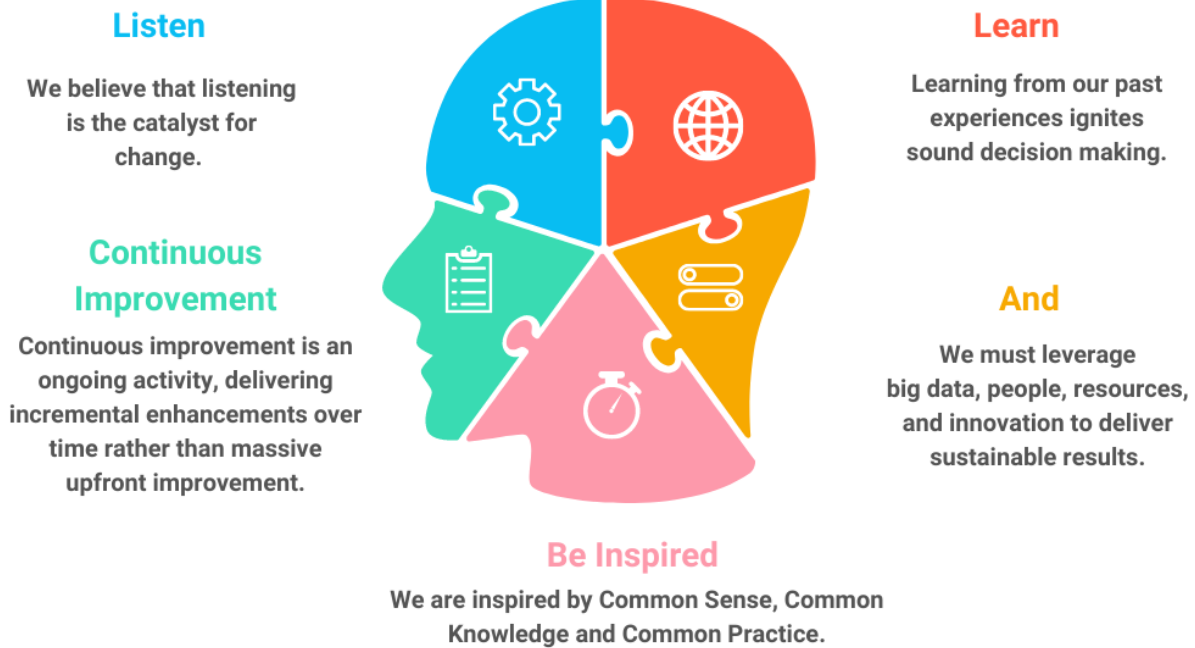 Listen
We believe that listening
is the catalyst for
change.
Learn
Learning from our past
experiences ignites
sound decision making.
Continuous
Improvement
Continuous improvement is an
ongoing activity, delivering
incremental enhancements over
time rather than massive
upfront improvement.
And
We must leverage
big data, people, resources,
and innovation to deliver
sustainable results.
Be Inspired
We are inspired by Common Sense, Common
Knowledge and Common Practice.